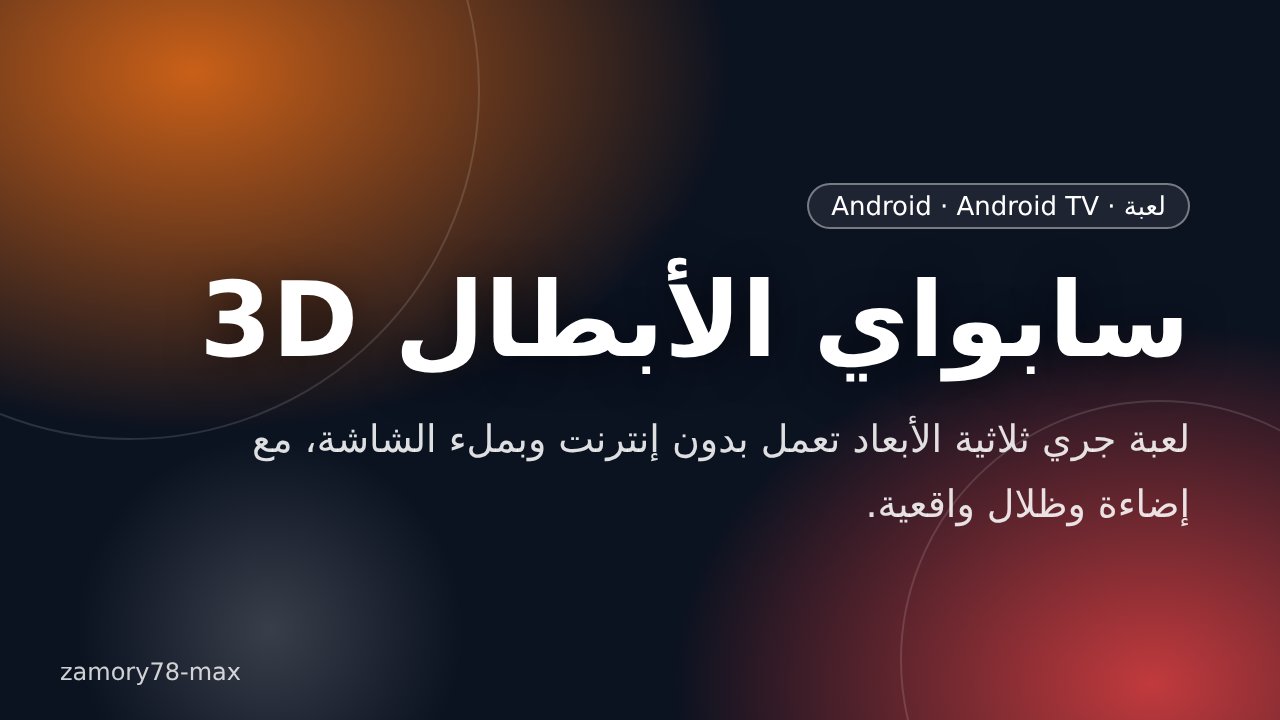 لعبة · Android · Android TV
سابواي الأبطال 3D
لعبة جري ثلاثية الأبعاد تعمل بدون إنترنت وبملء الشاشة، مع
إضاءة وظلال واقعية.
zamory78-max